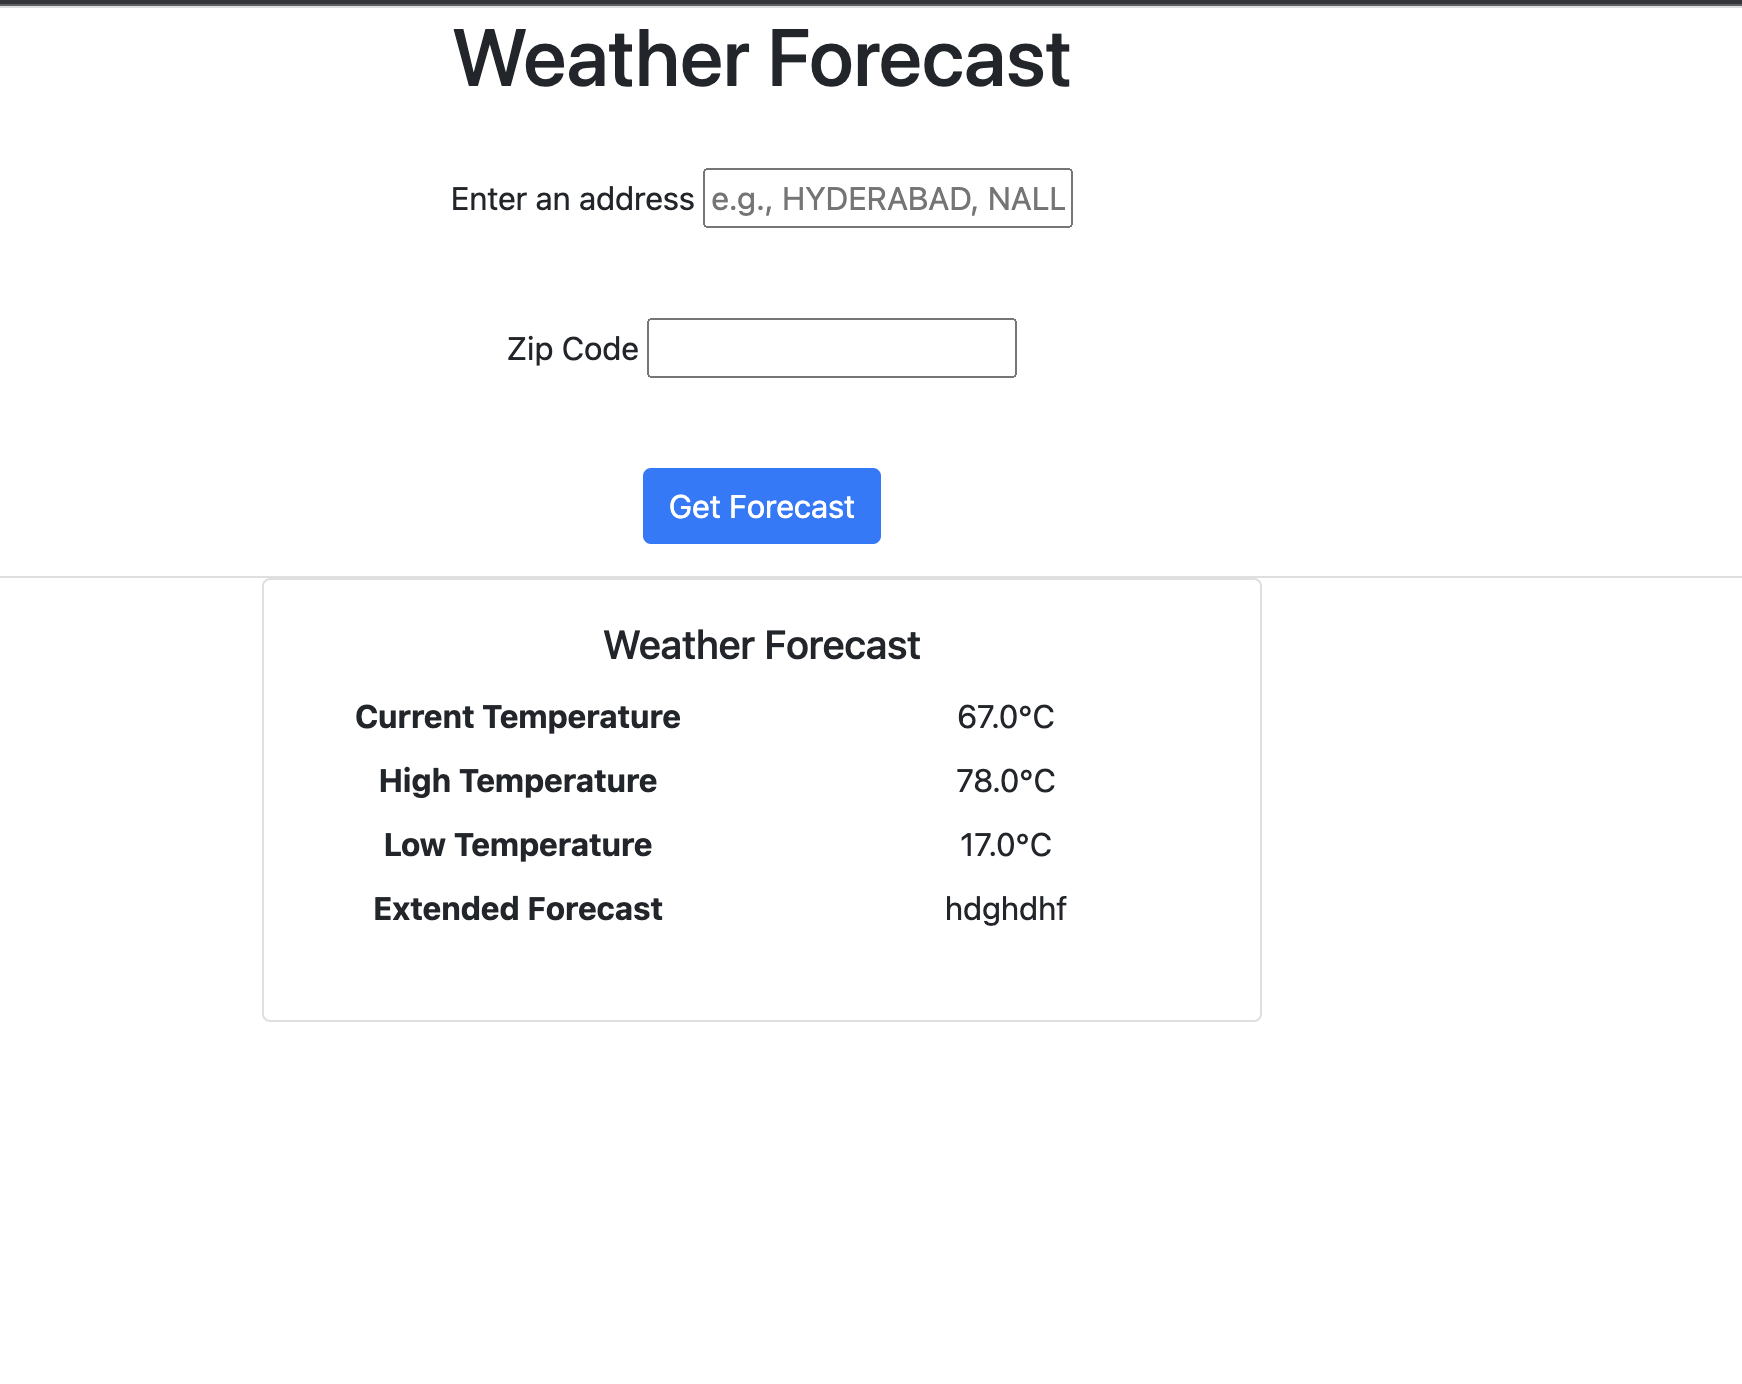 Weather Forecast
Enter an address e.g., HYDERABAD, NALL
Zip Code
Get Forecast
Weather Forecast
Current Temperature 67.0°C
High Temperature 78.0°C
Low Temperature 17.0°C
Extended Forecast hdghdhf